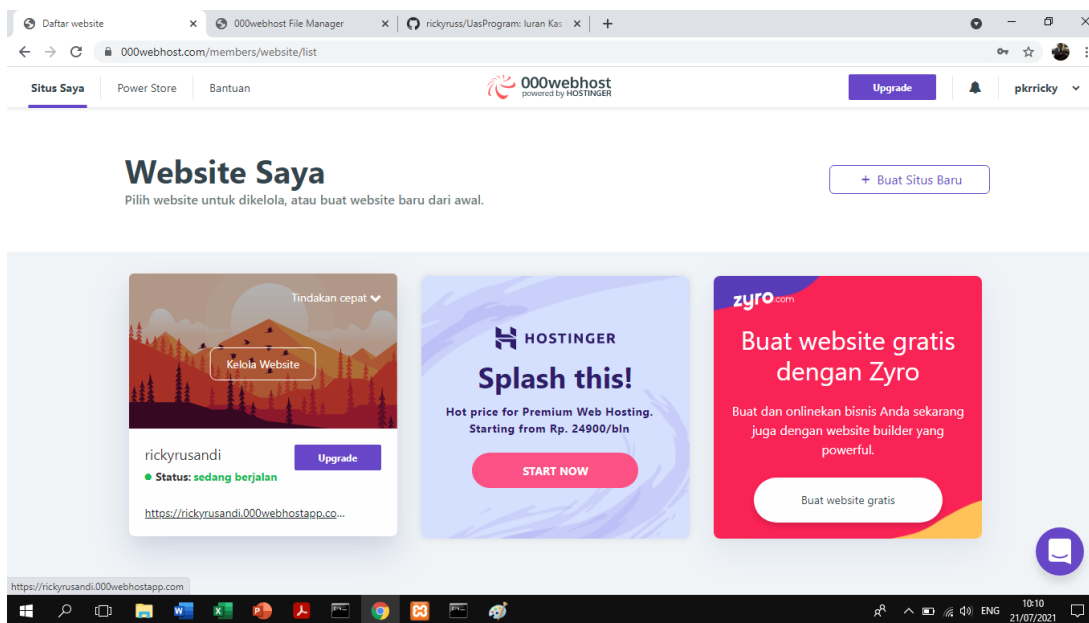 Daftar website
000webhost File Manager
rickyruss/UasProgram: Iuran Kas
000webhost.com/members/website/list
Situs Saya
Power Store
Bantuan
000webhost
powered by HOSTINGER
Upgrade
pkrricky
Website Saya
Pilih website untuk dikelola, atau buat website baru dari awal.
+ Buat Situs Baru
Tindakan cepat
Kelola Website
rickyrusandi
Upgrade
Status: sedang berjalan
https://rickyrusandi.000webhostapp.co...
HOSTINGER
Splash this!
Hot price for Premium Web Hosting.
Starting from Rp. 24900/bln
START NOW
zyro.com
Buat website gratis
dengan Zyro
Buat dan onlinekan bisnis Anda sekarang
juga dengan website builder yang
powerful.
Buat website gratis
https://rickyrusandi.000webhostapp.com
ENG
10:10
21/07/2021